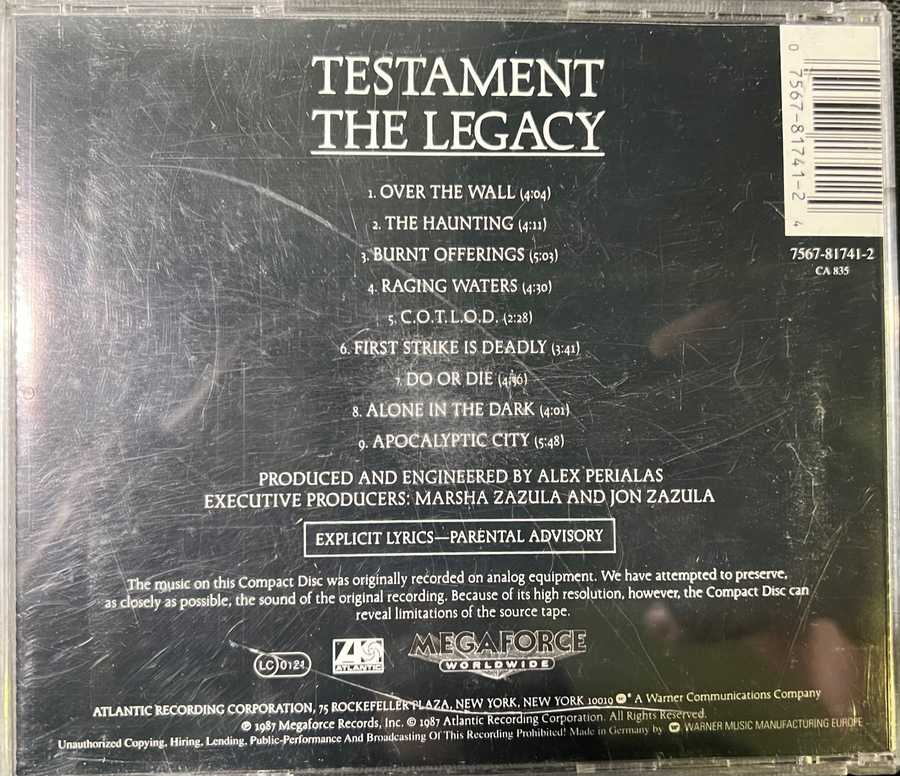 TESTAMENT
THE LEGACY
1. OVER THE WALL (4:04)
2. THE HAUNTING (4:11)
3. BURNT OFFERINGS (5:03)
4. RAGING WATERS (4:30)
5. C.O.T.L.O.D. (2:28)
6. FIRST STRIKE IS DEADLY (3:41)
7. DO OR DIE (4:36)
8. ALONE IN THE DARK (4:01)
9. APOCALYPTIC CITY (5:48)
PRODUCED AND ENGINEERED BY ALEX PERIALAS
EXECUTIVE PRODUCERS: MARSHA ZAZULA AND JON ZAZULA
EXPLICIT LYRICS—PARENTAL ADVISORY
The music on this Compact Disc was originally recorded on analog equipment. We have attempted to preserve,
as closely as possible, the sound of the original recording. Because of its high resolution, however, the Compact Disc can
reveal limitations of the source tape.
LC 0121
ATLANTIC
MEGAFORCE
WORLDWIDE
ATLANTIC RECORDING CORPORATION, 75 ROCKEFELLER PLAZA, NEW YORK, NEW YORK 10019 ® A Warner Communications Company
℗ 1987 Megaforce Records, Inc. © 1987 Atlantic Recording Corporation. All Rights Reserved.
Unauthorized Copying, Hiring, Lending, Public-Performance And Broadcasting Of This Recording Prohibited! Made in Germany by WARNER MUSIC MANUFACTURING EUROPE
0 7567-81741-2 4
7567-81741-2
CA 835